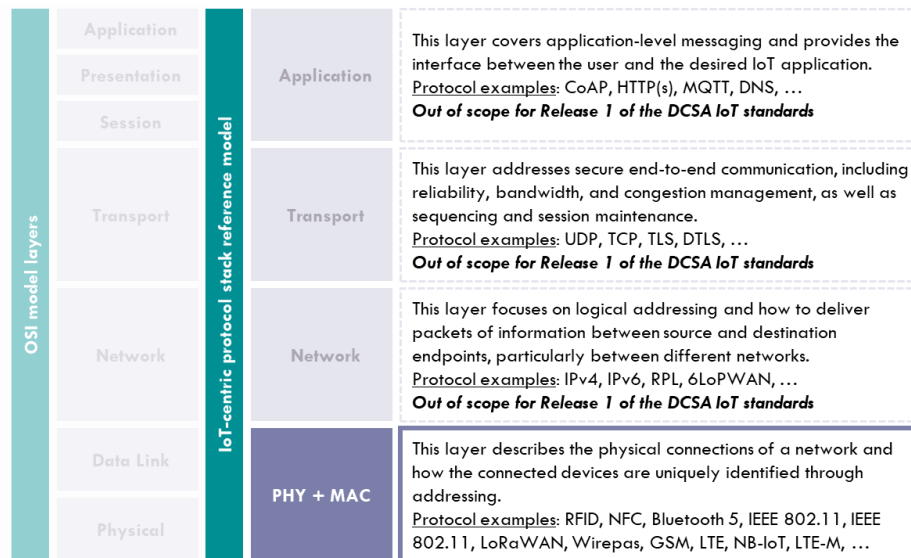 OSI model layers
Application
Presentation
Session
Transport
Network
Data Link
Physical
IoT-centric protocol stack reference model
Application
This layer covers application-level messaging and provides the
interface between the user and the desired IoT application.
Protocol examples: CoAP, HTTP(s), MQTT, DNS, ...
Out of scope for Release 1 of the DCSA IoT standards
Transport
This layer addresses secure end-to-end communication, including
reliability, bandwidth, and congestion management, as well as
sequencing and session maintenance.
Protocol examples: UDP, TCP, TLS, DTLS, ...
Out of scope for Release 1 of the DCSA IoT standards
Network
This layer focuses on logical addressing and how to deliver
packets of information between source and destination
endpoints, particularly between different networks.
Protocol examples: IPv4, IPv6, RPL, 6LoPWAN, ...
Out of scope for Release 1 of the DCSA IoT standards
PHY + MAC
This layer describes the physical connections of a network and
how the connected devices are uniquely identified through
addressing.
Protocol examples: RFID, NFC, Bluetooth 5, IEEE 802.11, IEEE
802.11, LoRaWAN, Wirepas, GSM, LTE, NB-IoT, LTE-M, ...